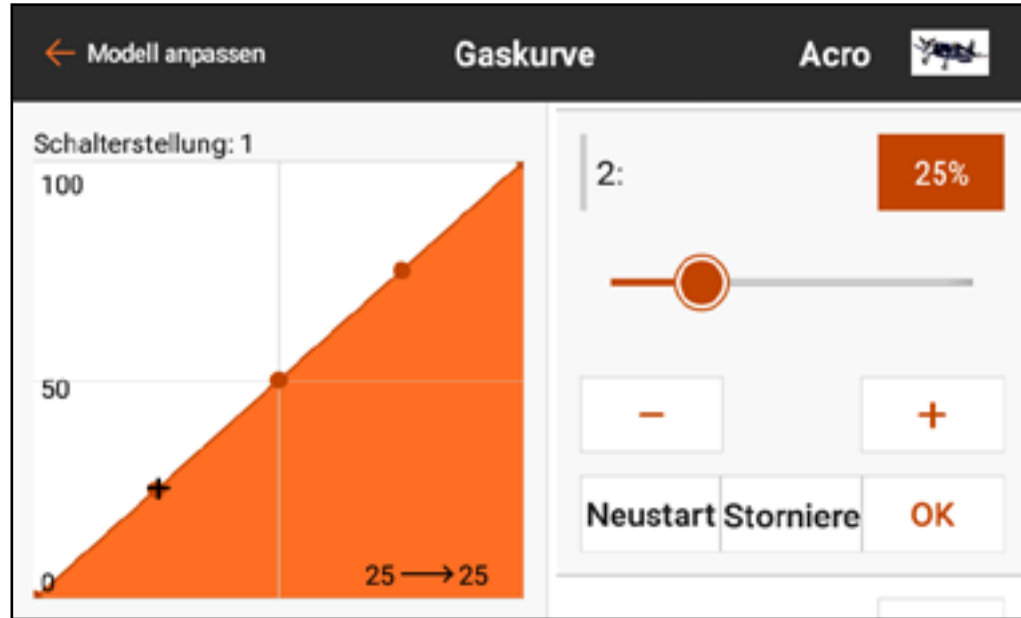 Modell anpassen
Gaskurve
Acro
Schalterstellung: 1
100
50
0
25 → 25
2:
25%
−
+
Neustart
Storniere
OK